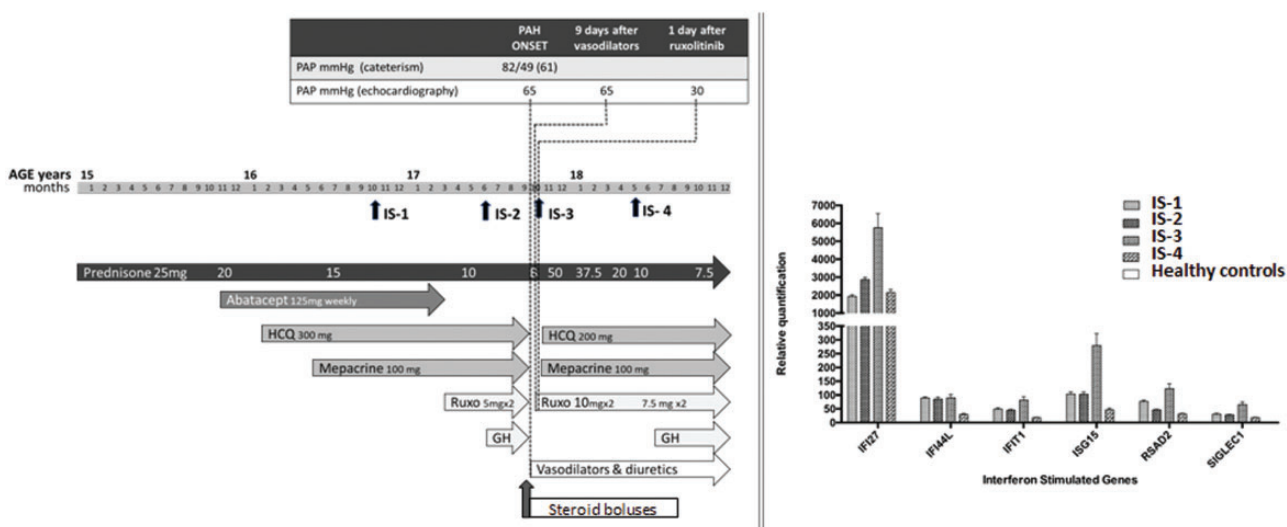 PAH ONSET 9 days after vasodilators 1 day after ruxolitinib
PAP mmHg (cateterism) 82/49 (61)
PAP mmHg (echocardiography) 65 65 30
AGE years 15 16 17 18
months 1 2 3 4 5 6 7 8 9 10 11 12 1 2 3 4 5 6 7 8 9 10 11 12 1 2 3 4 5 6 7 8 9 10 11 12 1 2 3 4 5 6 7 8 9 10 11 12
IS-1 IS-2 IS-3 IS- 4
Prednisone 25mg 20 15 10 50 37.5 20 10 7.5
Abatacept 125mg weekly
HCQ 300 mg HCQ 200 mg
Mepacrine 100 mg Mepacrine 100 mg
Ruxo 5mgx2 Ruxo 10mgx2 7.5 mg x2
GH GH
Vasodilators & diuretics
Steroid boluses
IS-1
IS-2
IS-3
IS-4
Healthy controls
Relative quantification
7000
6000
5000
4000
3000
2000
1000
350
300
250
200
150
100
50
0
IFI27 IFI44L IFIT1 ISG15 RSAD2 SIGLEC1
Interferon Stimulated Genes